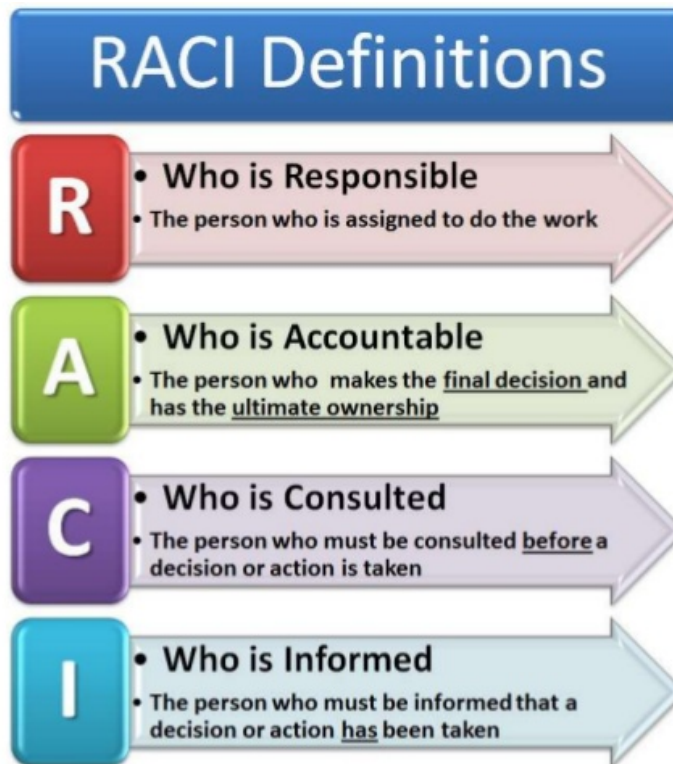 RACI Definitions
R
• Who is Responsible
• The person who is assigned to do the work
A
• Who is Accountable
• The person who makes the final decision and
has the ultimate ownership
C
• Who is Consulted
• The person who must be consulted before a
decision or action is taken
I
• Who is Informed
• The person who must be informed that a
decision or action has been taken